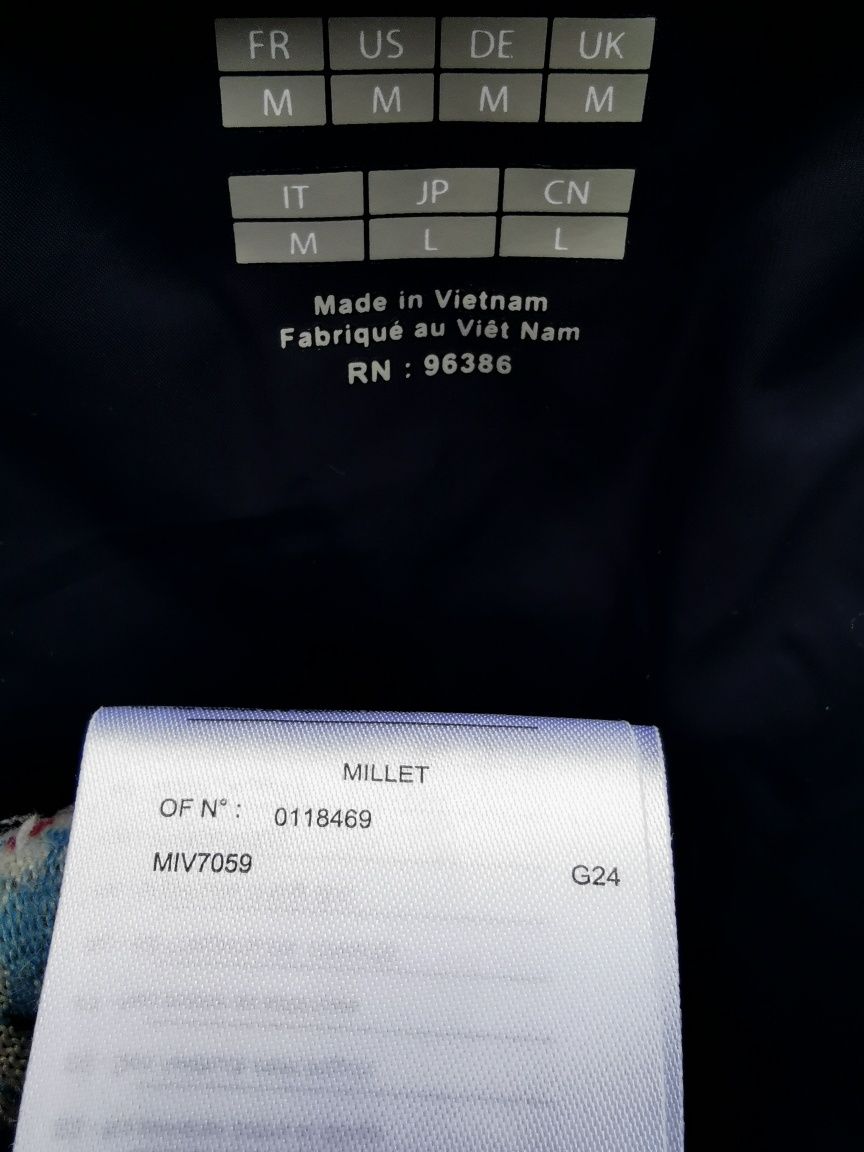 FR US DE UK
M M M M
IT JP CN
M L L
Made in Vietnam
Fabriqué au Viêt Nam
RN : 96386
MILLET
OF N° : 0118469
MIV7059 G24